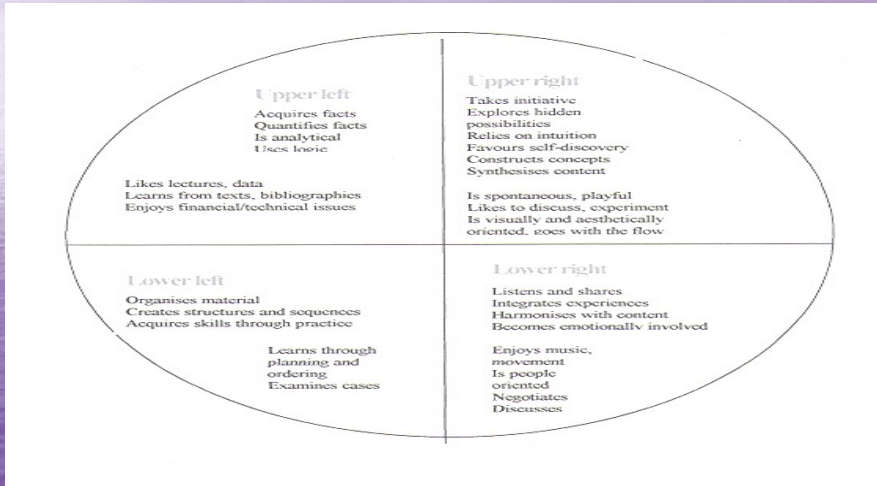 Upper left
Acquires facts
Quantifies facts
Is analytical
Uses logic
Likes lectures, data
Learns from texts, bibliographies
Enjoys financial/technical issues
Upper right
Takes initiative
Explores hidden
possibilities
Relies on intuition
Favours self-discovery
Constructs concepts
Synthesises content
Is spontaneous, playful
Likes to discuss, experiment
Is visually and aesthetically
oriented, goes with the flow
Lower left
Organises material
Creates structures and sequences
Acquires skills through practice
Learns through
planning and
ordering
Examines cases
Lower right
Listens and shares
Integrates experiences
Harmonises with content
Becomes emotionally involved
Enjoys music,
movement
Is people
oriented
Negotiates
Discusses